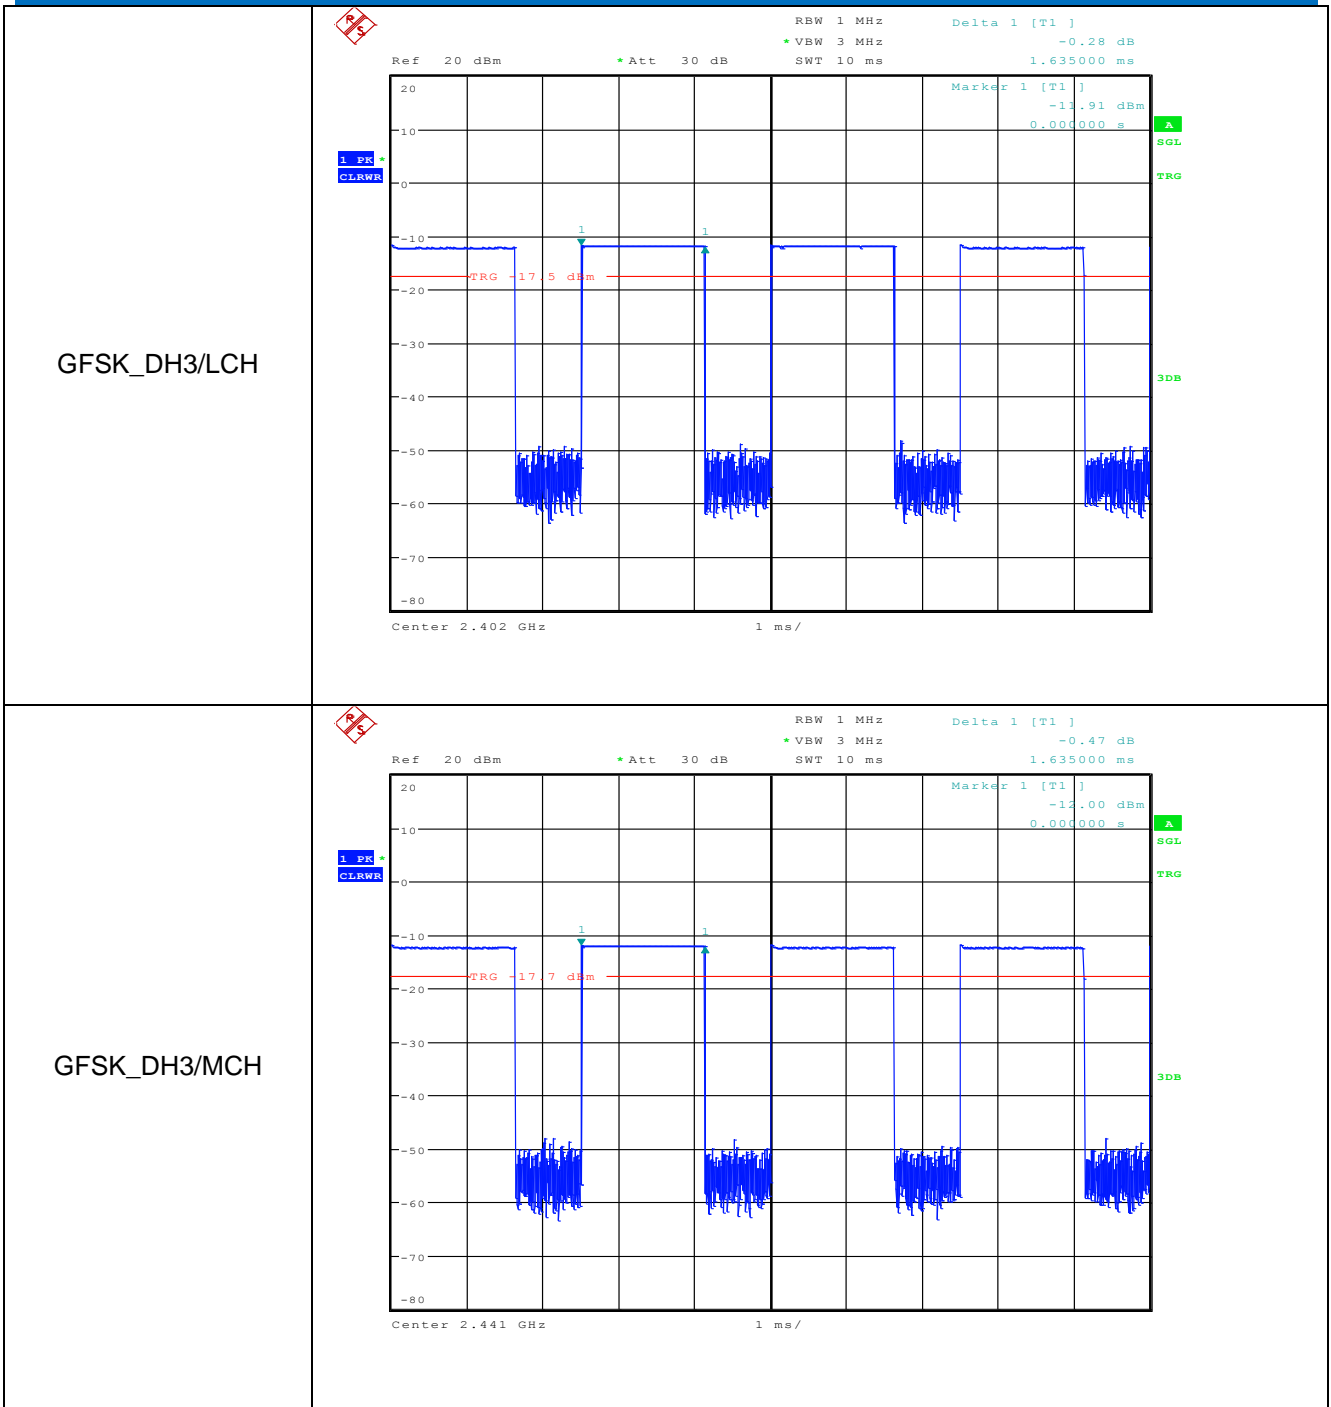 GFSK_DH3/LCH
R S
RBW 1 MHz
Delta 1 [T1 ]
* VBW 3 MHz
-0.28 dB
Ref 20 dBm
* Att 30 dB
SWT 10 ms
1.635000 ms
20
Marker 1 [T1 ]
-11.91 dBm
0.000000 s
A
SGL
TRG
1 PK *
CLRWR
10
0
-10
1
1
TRG -17.5 dBm
-20
-30
3DB
-40
-50
-60
-70
-80
Center 2.402 GHz
1 ms/
GFSK_DH3/MCH
R S
RBW 1 MHz
Delta 1 [T1 ]
* VBW 3 MHz
-0.47 dB
Ref 20 dBm
* Att 30 dB
SWT 10 ms
1.635000 ms
20
Marker 1 [T1 ]
-12.00 dBm
0.000000 s
A
SGL
TRG
1 PK *
CLRWR
10
0
-10
1
1
TRG -17.7 dBm
-20
-30
3DB
-40
-50
-60
-70
-80
Center 2.441 GHz
1 ms/